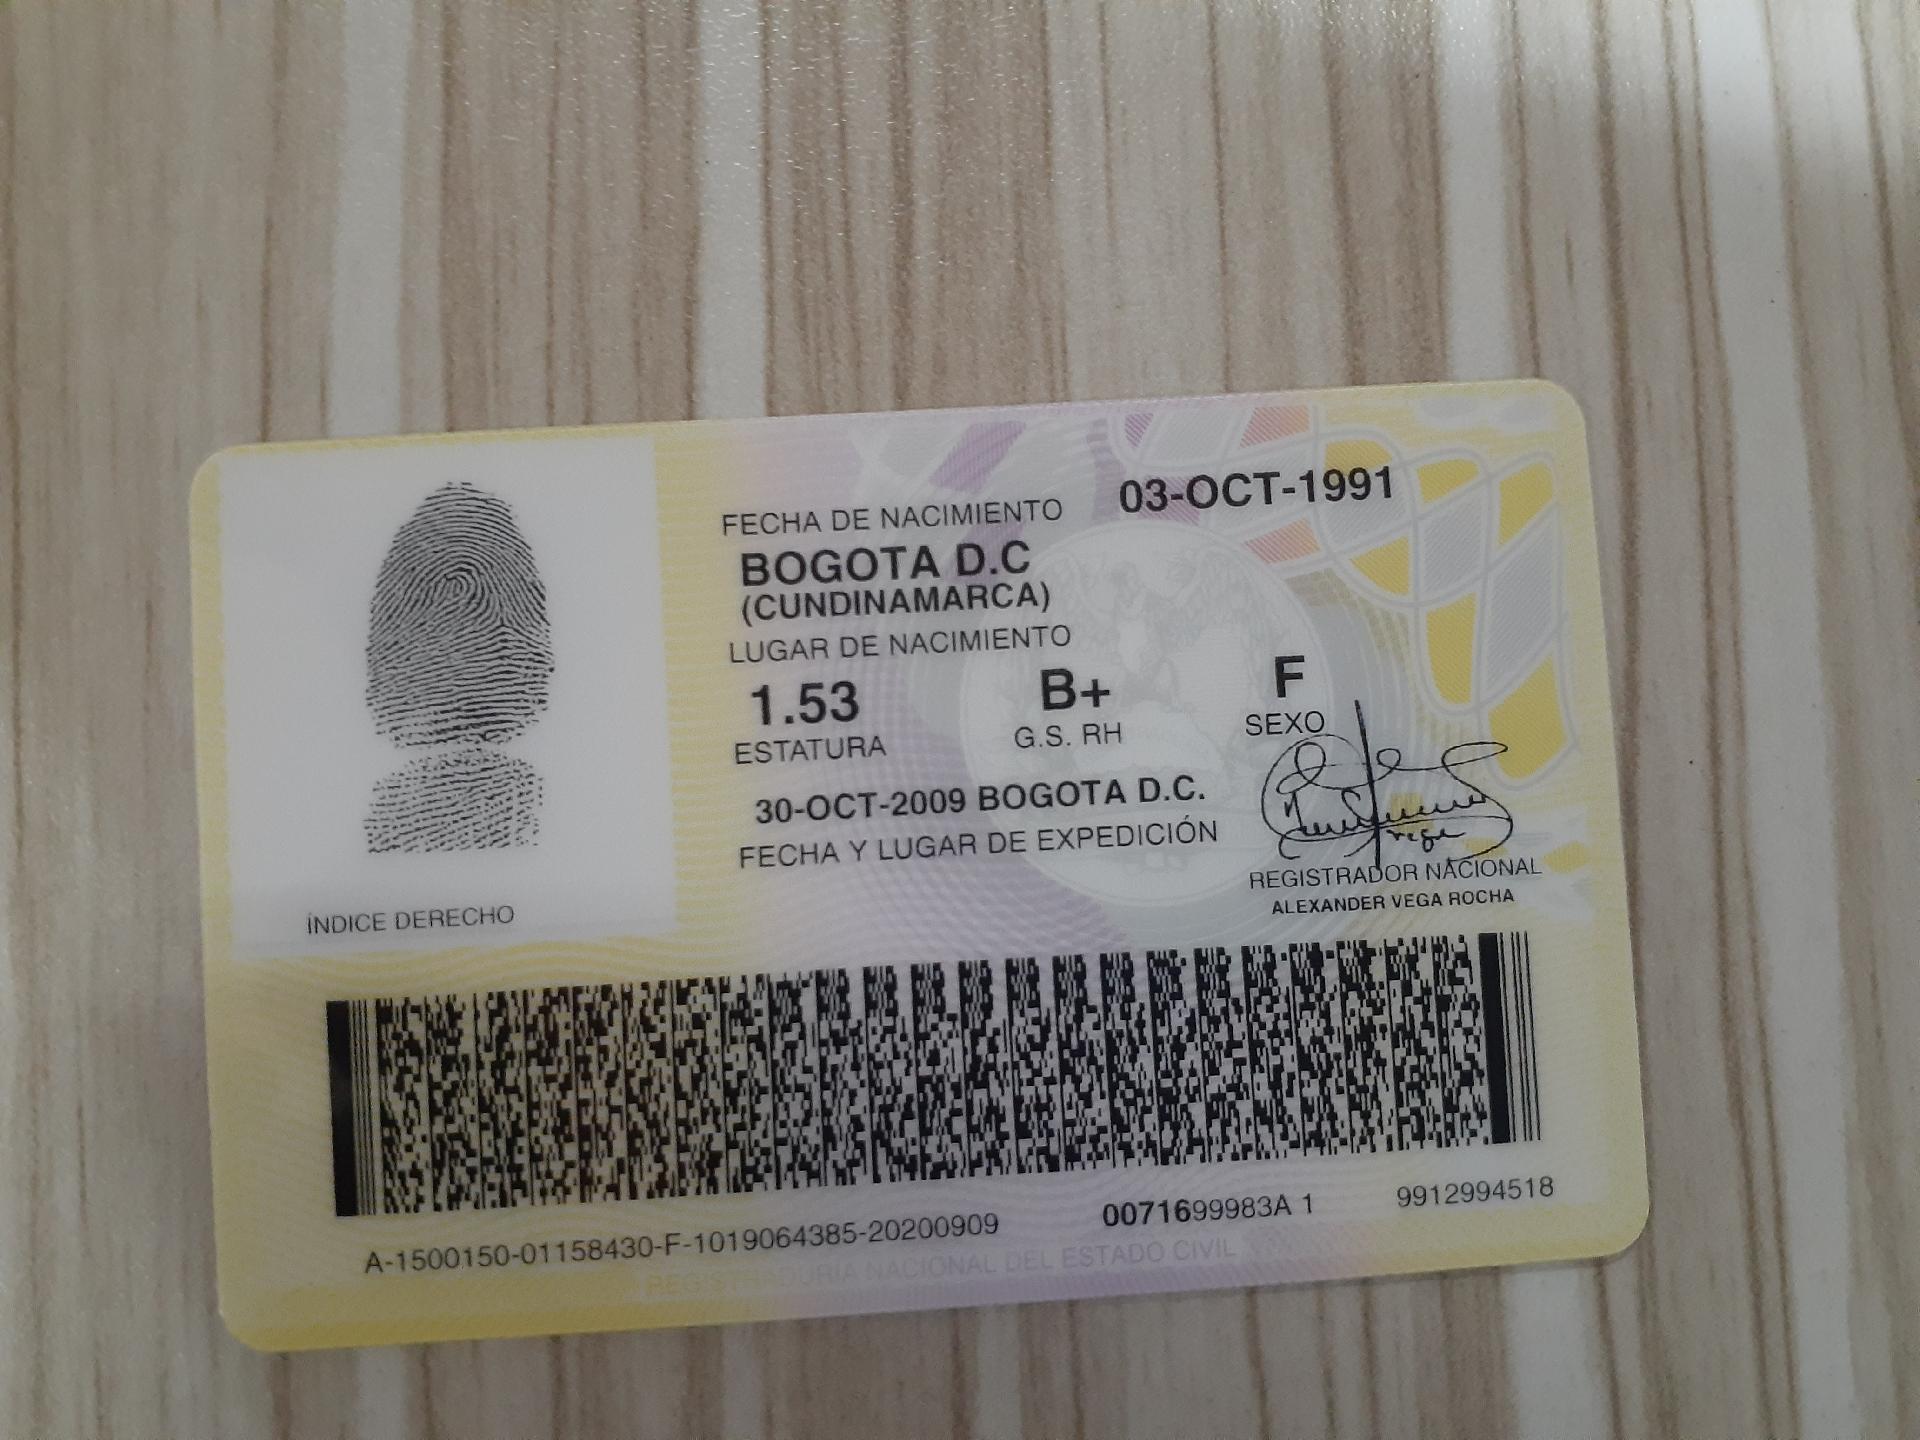 FECHA DE NACIMIENTO 03-OCT-1991
BOGOTA D.C
(CUNDINAMARCA)
LUGAR DE NACIMIENTO
1.53 B+ F
ESTATURA G.S. RH SEXO
30-OCT-2009 BOGOTA D.C.
FECHA Y LUGAR DE EXPEDICIÓN
REGISTRADOR NACIONAL
ALEXANDER VEGA ROCHA
ÍNDICE DERECHO
A-1500150-01158430-F-1019064385-20200909 0071699983A 1 9912994518
REGISTRADURIA NACIONAL DEL ESTADO CIVIL